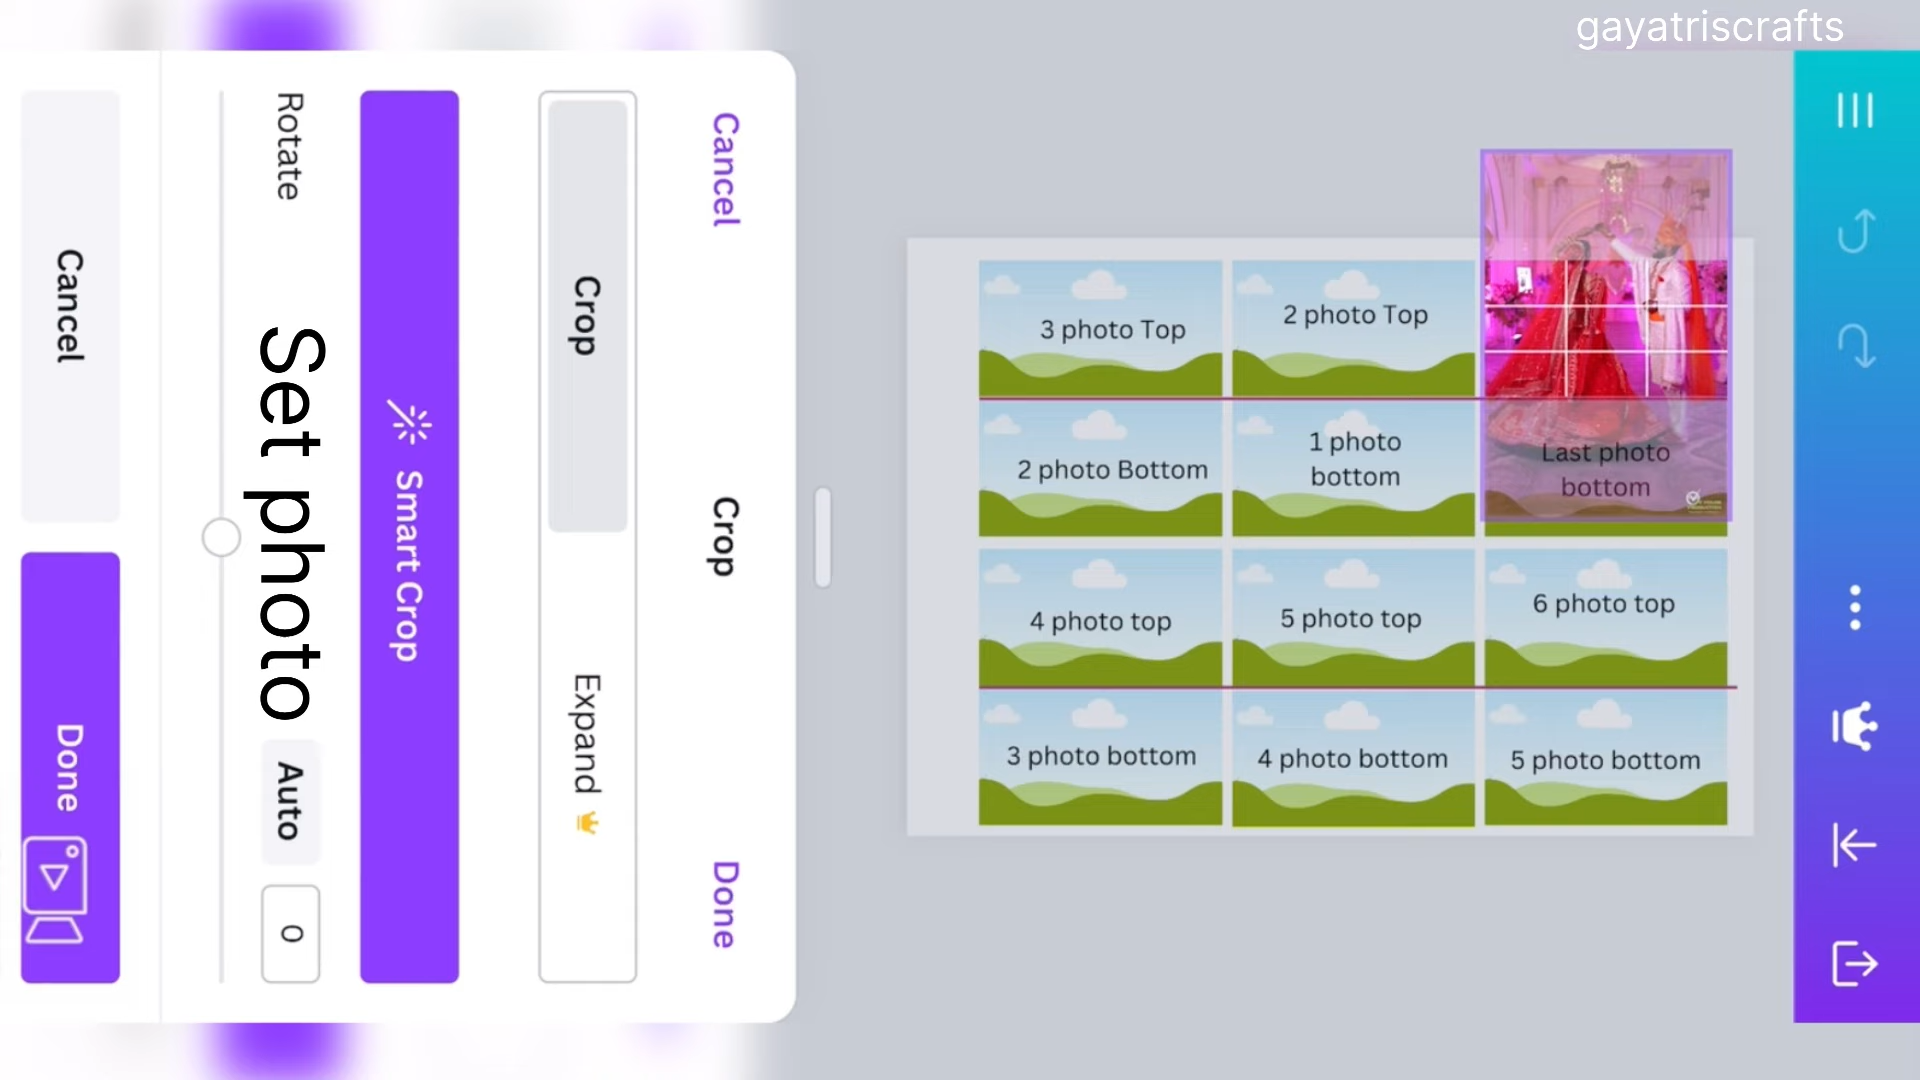 gayatriscrafts
Cancel
Crop
Done
Crop
Expand
Smart Crop
Rotate
Auto
0
Set photo
Cancel
Done
3 photo Top
2 photo Top
2 photo Bottom
1 photo
bottom
Last photo
bottom
4 photo top
5 photo top
6 photo top
3 photo bottom
4 photo bottom
5 photo bottom